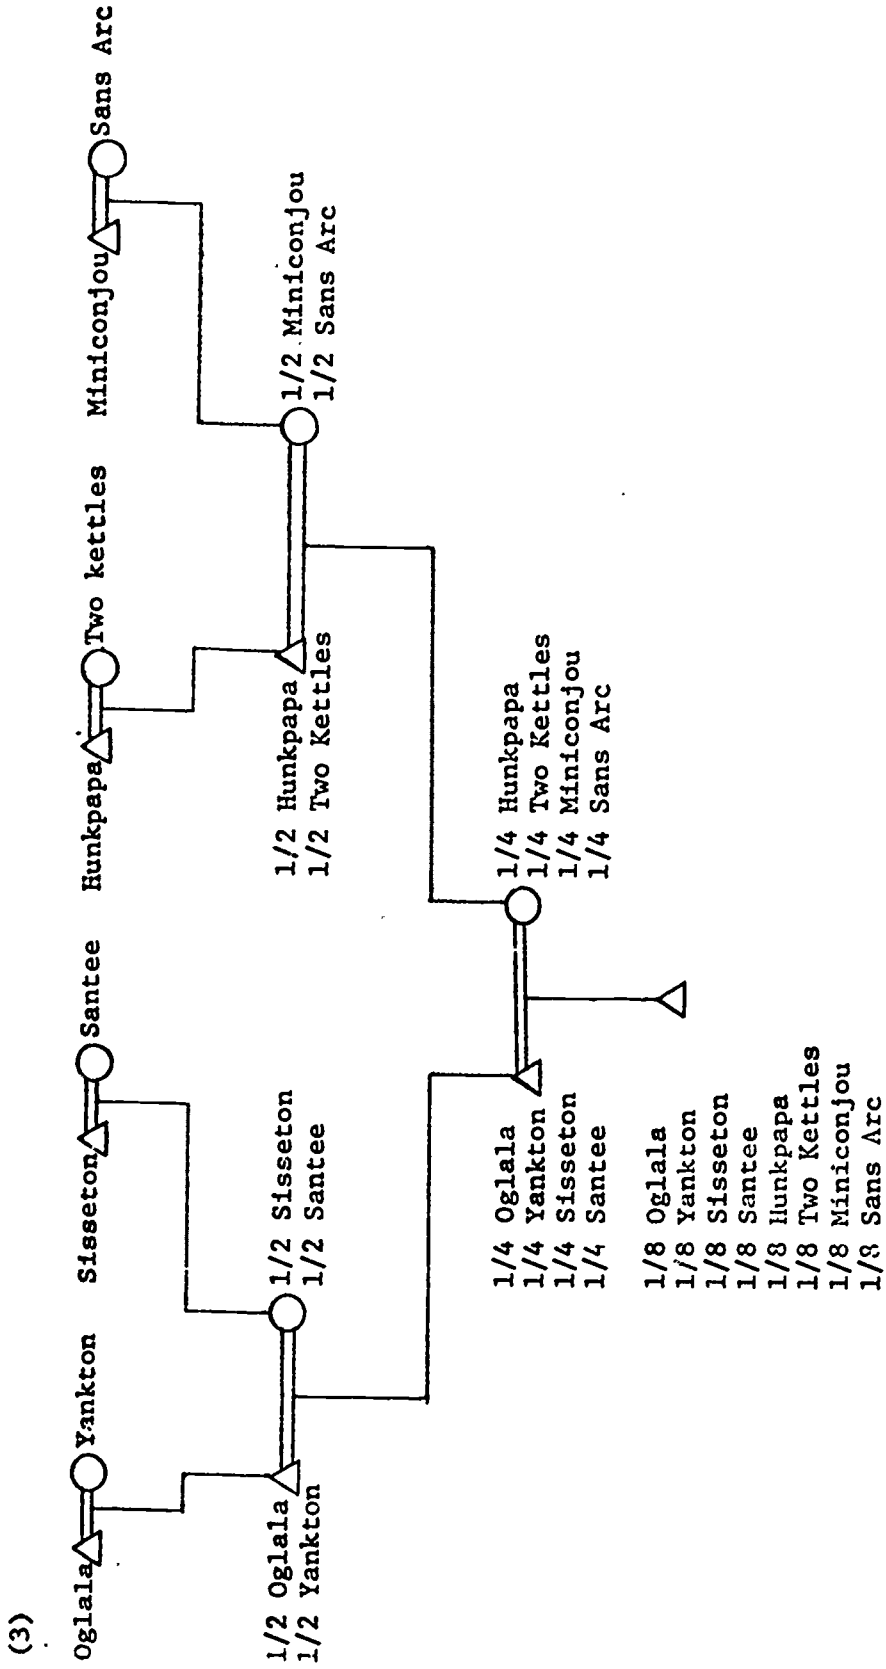 (3)
Oglala Yankton Sisseton Santee Hunkpapa Two kettles Miniconjou Sans Arc
1/2 Oglala
1/2 Yankton
1/2 Sisseton
1/2 Santee
1/2 Hunkpapa
1/2 Two Kettles
1/2 Miniconjou
1/2 Sans Arc
1/4 Oglala
1/4 Yankton
1/4 Sisseton
1/4 Santee
1/4 Hunkpapa
1/4 Two Kettles
1/4 Miniconjou
1/4 Sans Arc
1/8 Oglala
1/8 Yankton
1/8 Sisseton
1/8 Santee
1/8 Hunkpapa
1/8 Two Kettles
1/8 Miniconjou
1/8 Sans Arc